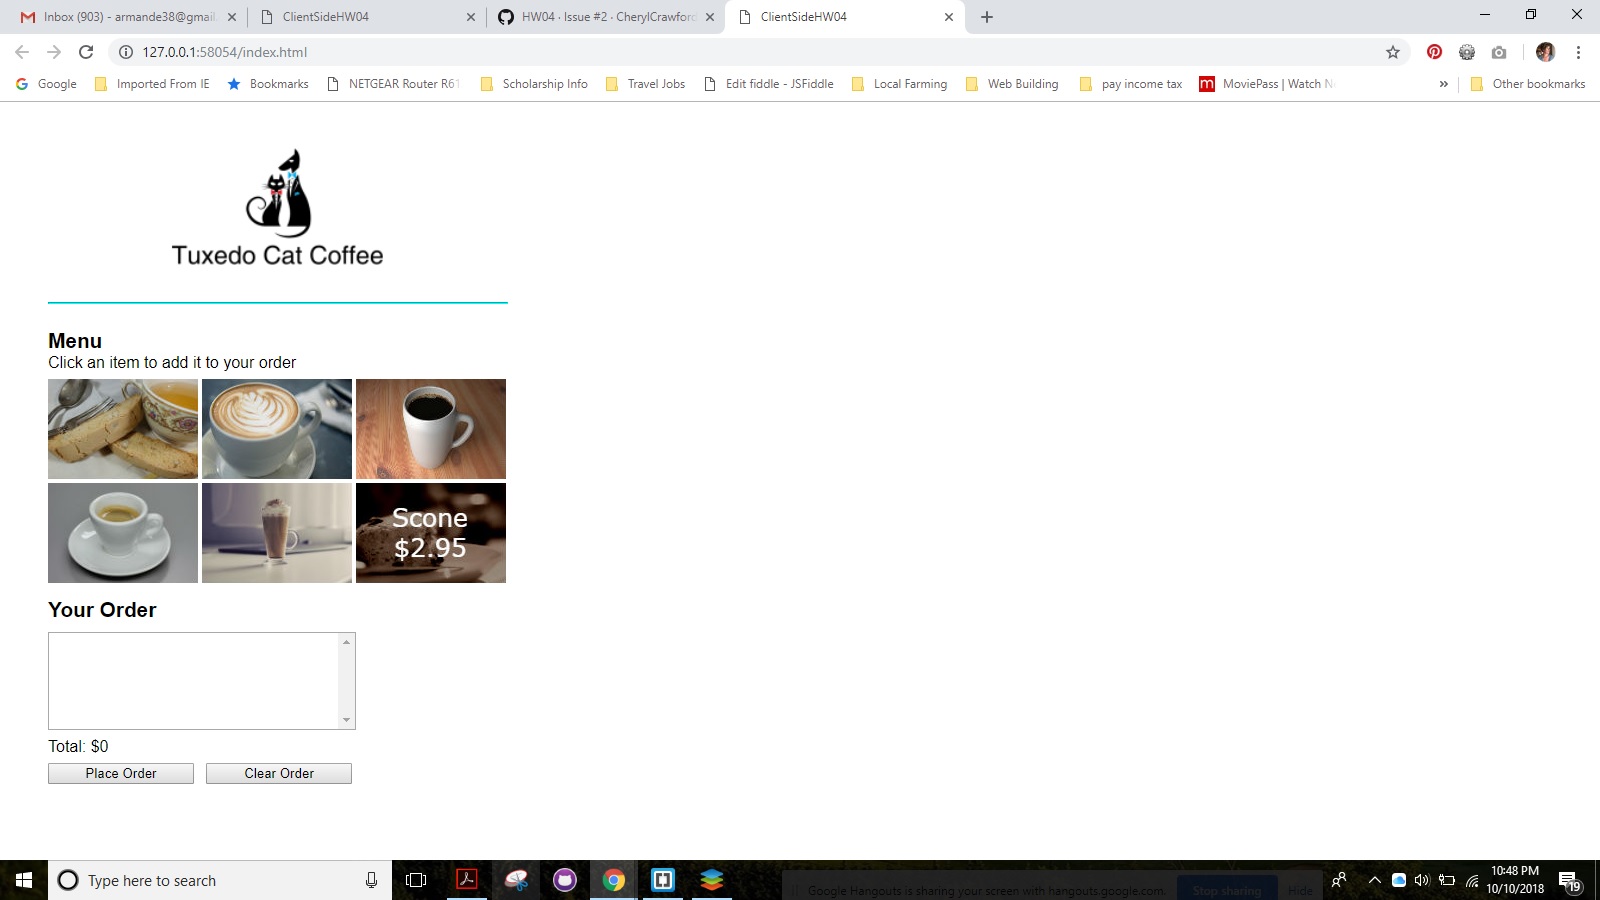 Inbox (903) - armande38@gmail.
ClientSideHW04
HW04 · Issue #2 · CherylCrawford
ClientSideHW04
127.0.0.1:58054/index.html
Google
Imported From IE
Bookmarks
NETGEAR Router R61
Scholarship Info
Travel Jobs
Edit fiddle - JSFiddle
Local Farming
Web Building
pay income tax
m
MoviePass | Watch
»
Other bookmarks
Tuxedo Cat Coffee
Menu
Click an item to add it to your order
Scone
$2.95
Your Order
Total: $0
Place Order
Clear Order
Type here to search
Google Hangouts is sharing your screen with hangouts.google.com.
Stop sharing
Hide
10:48 PM
10/10/2018
19